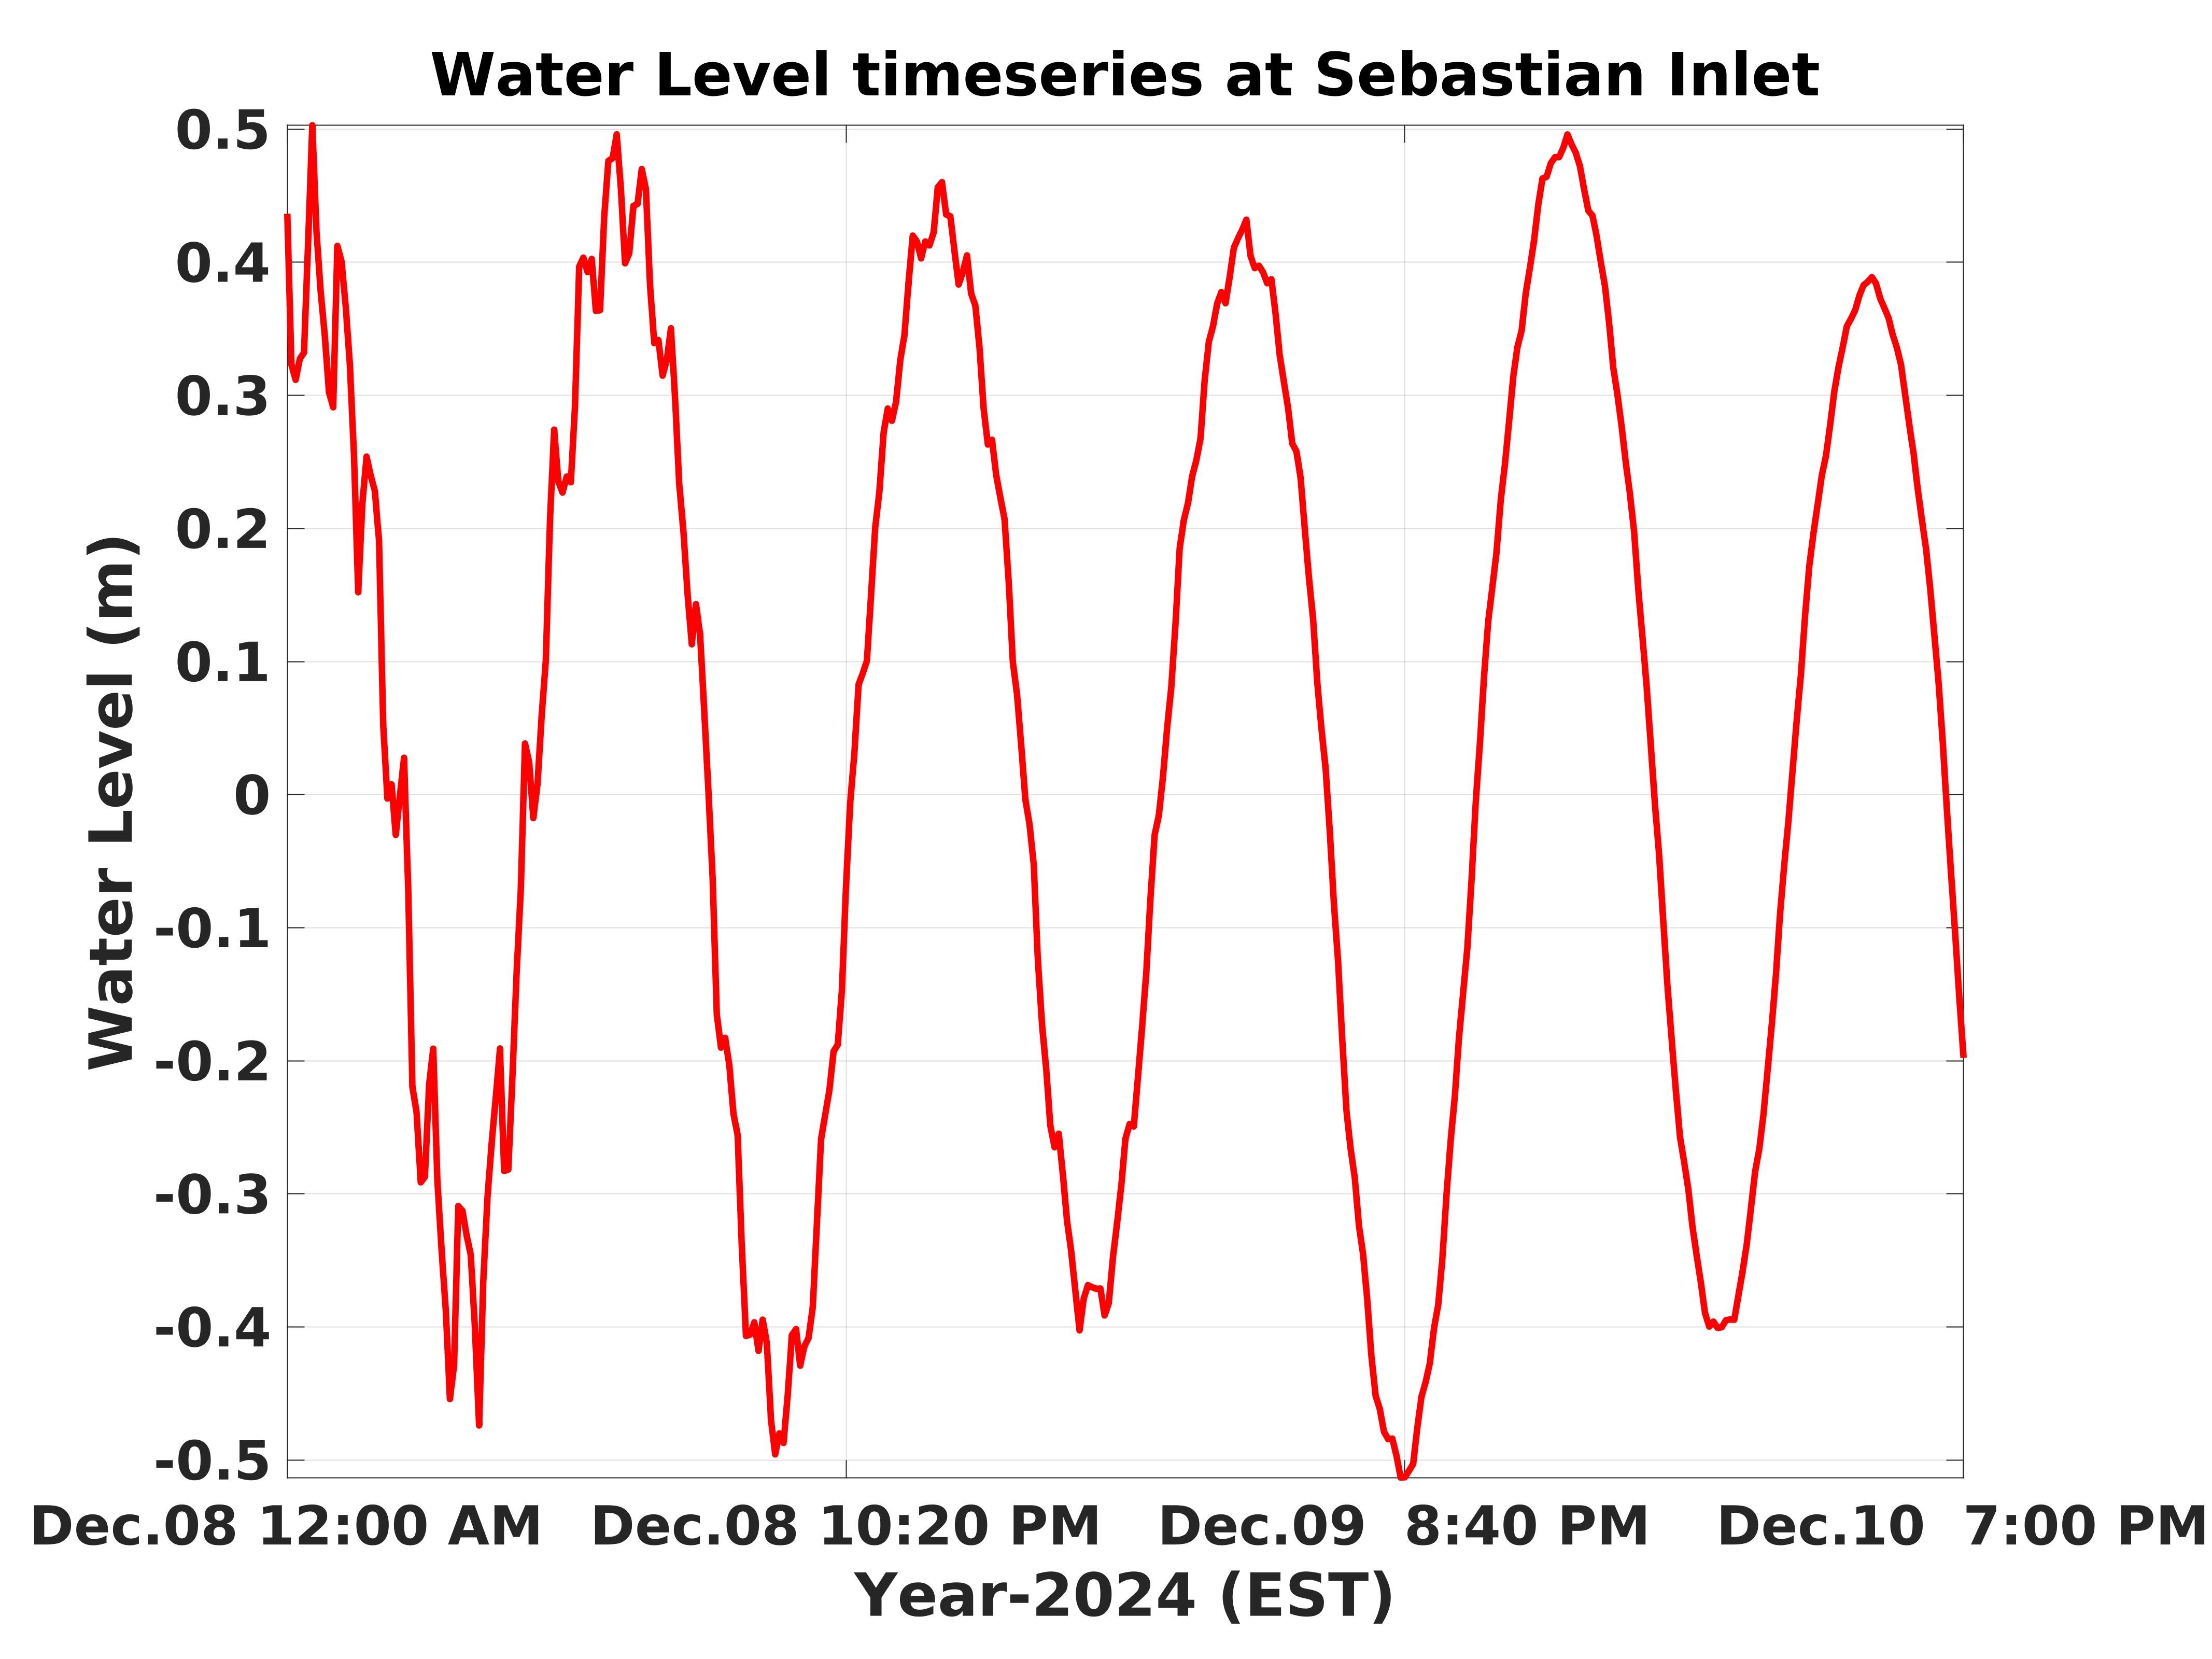 Water Level timeseries at Sebastian Inlet
0.5
0.4
0.3
0.2
0.1
0
-0.1
-0.2
-0.3
-0.4
-0.5
Water Level (m)
Dec.08 12:00 AM Dec.08 10:20 PM Dec.09 8:40 PM Dec.10 7:00 PM
Year-2024 (EST)